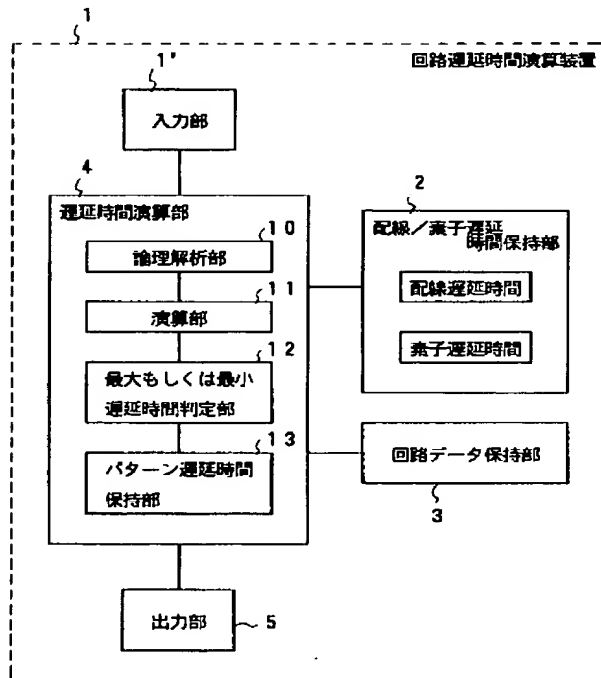 1
回路遅延時間演算装置
1'
入力部
4
遅延時間演算部
10
論理解析部
11
演算部
12
最大もしくは最小
遅延時間判定部
13
パターン遅延時間
保持部
2
配線/素子遅延
時間保持部
配線遅延時間
素子遅延時間
回路データ保持部
3
出力部
5